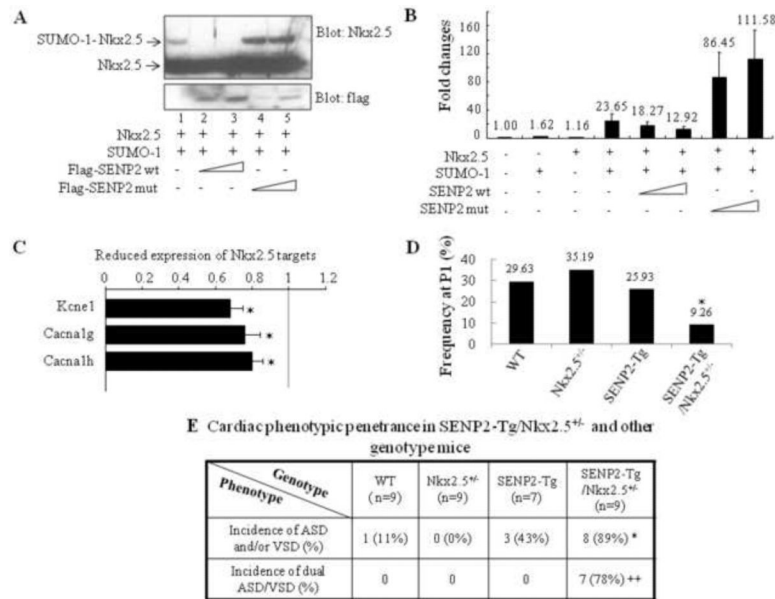 A
SUMO-1-Nkx2.5
Nkx2.5
Blot: Nkx2.5
Blot: flag
1 2 3 4 5
Nkx2.5 + + + + +
SUMO-1 + + + + +
Flag-SENP2 wt -
Flag-SENP2 mut - - -
B
Fold changes
160
120
80
40
0
1.00 1.62 1.16 23.65 18.27 12.92 86.45 111.58
Nkx2.5 - - + + + + + +
SUMO-1 - + - + + + + +
SENP2 wt - - - - - -
SENP2 mut - - - - - -
C
Reduced expression of Nkx2.5 targets
0 0.2 0.4 0.6 0.8 1 1.2
Kcne1 *
Cacna1g *
Cacna1h *
D
Frequency at P1 (%)
40
30
20
10
0
29.63 35.19 25.93 * 9.26
WT
Nkx2.5+/-
SENP2-Tg
SENP2-Tg
/Nkx2.5+/-
E Cardiac phenotypic penetrance in SENP2-Tg/Nkx2.5+/- and other
genotype mice
Genotype
Phenotype
WT
(n=9)
Nkx2.5+/-
(n=9)
SENP2-Tg
(n=7)
SENP2-Tg
/Nkx2.5+/-
(n=9)
Incidence of ASD
and/or VSD (%)
1 (11%) 0 (0%) 3 (43%) 8 (89%) *
Incidence of dual
ASD/VSD (%)
0 0 0 7 (78%) ++